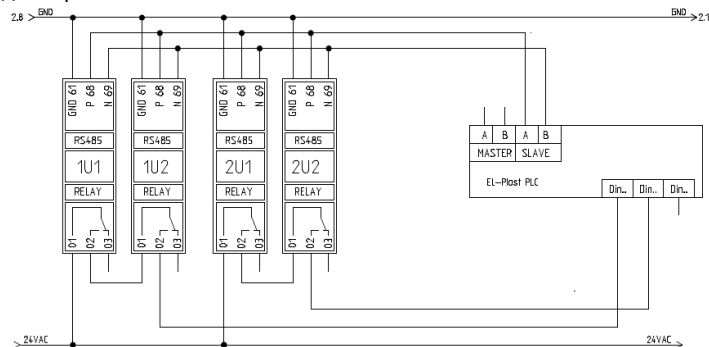 2.8 GND GND 2.1
GND 61 P 68 N 69 GND 61 P 68 N 69 GND 61 P 68 N 69 GND 61 P 68 N 69
RS485 RS485 RS485 RS485
1U1 1U2 2U1 2U2
RELAY RELAY RELAY RELAY
01 02 03 01 02 03 01 02 03 01 02 03
A B A B
MASTER SLAVE
EL-Plast PLC
Din.. Din.. Din..
24VAC 24VAC